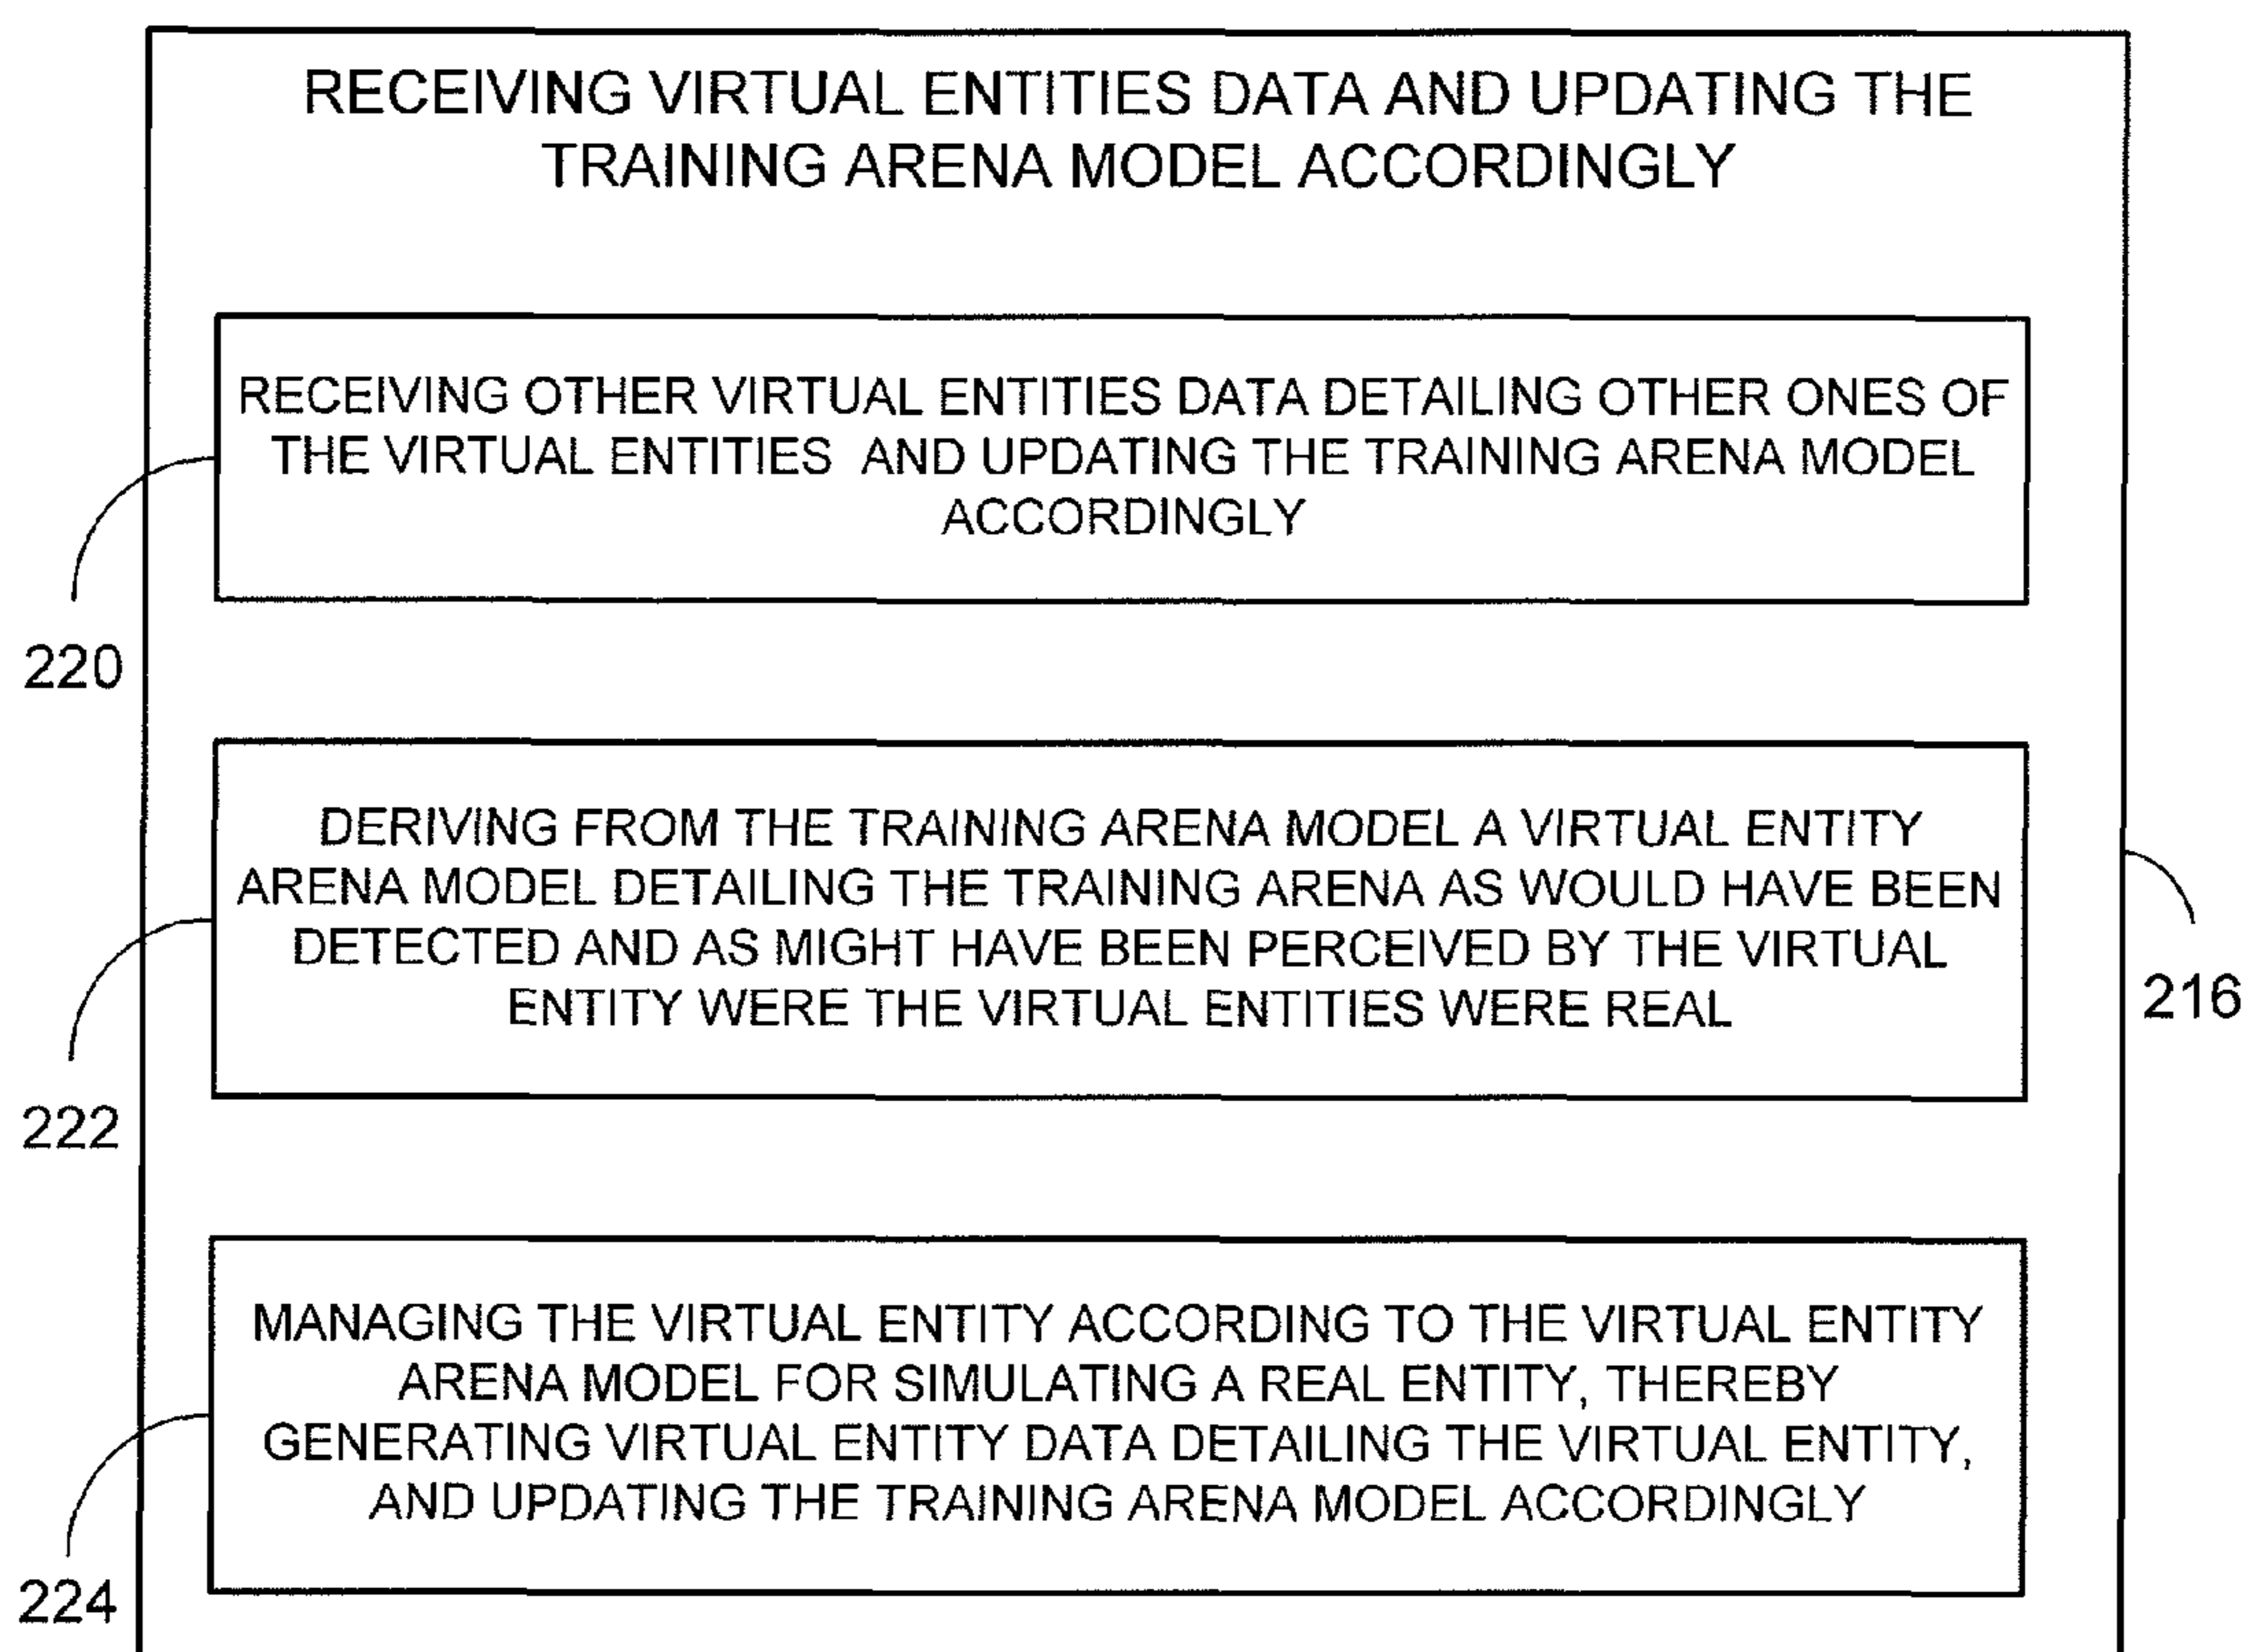 RECEIVING VIRTUAL ENTITIES DATA AND UPDATING THE
TRAINING ARENA MODEL ACCORDINGLY
RECEIVING OTHER VIRTUAL ENTITIES DATA DETAILING OTHER ONES OF
THE VIRTUAL ENTITIES AND UPDATING THE TRAINING ARENA MODEL
ACCORDINGLY
220
DERIVING FROM THE TRAINING ARENA MODEL A VIRTUAL ENTITY
ARENA MODEL DETAILING THE TRAINING ARENA AS WOULD HAVE BEEN
DETECTED AND AS MIGHT HAVE BEEN PERCEIVED BY THE VIRTUAL
ENTITY WERE THE VIRTUAL ENTITIES WERE REAL
216
222
MANAGING THE VIRTUAL ENTITY ACCORDING TO THE VIRTUAL ENTITY
ARENA MODEL FOR SIMULATING A REAL ENTITY, THEREBY
GENERATING VIRTUAL ENTITY DATA DETAILING THE VIRTUAL ENTITY,
AND UPDATING THE TRAINING ARENA MODEL ACCORDINGLY
224